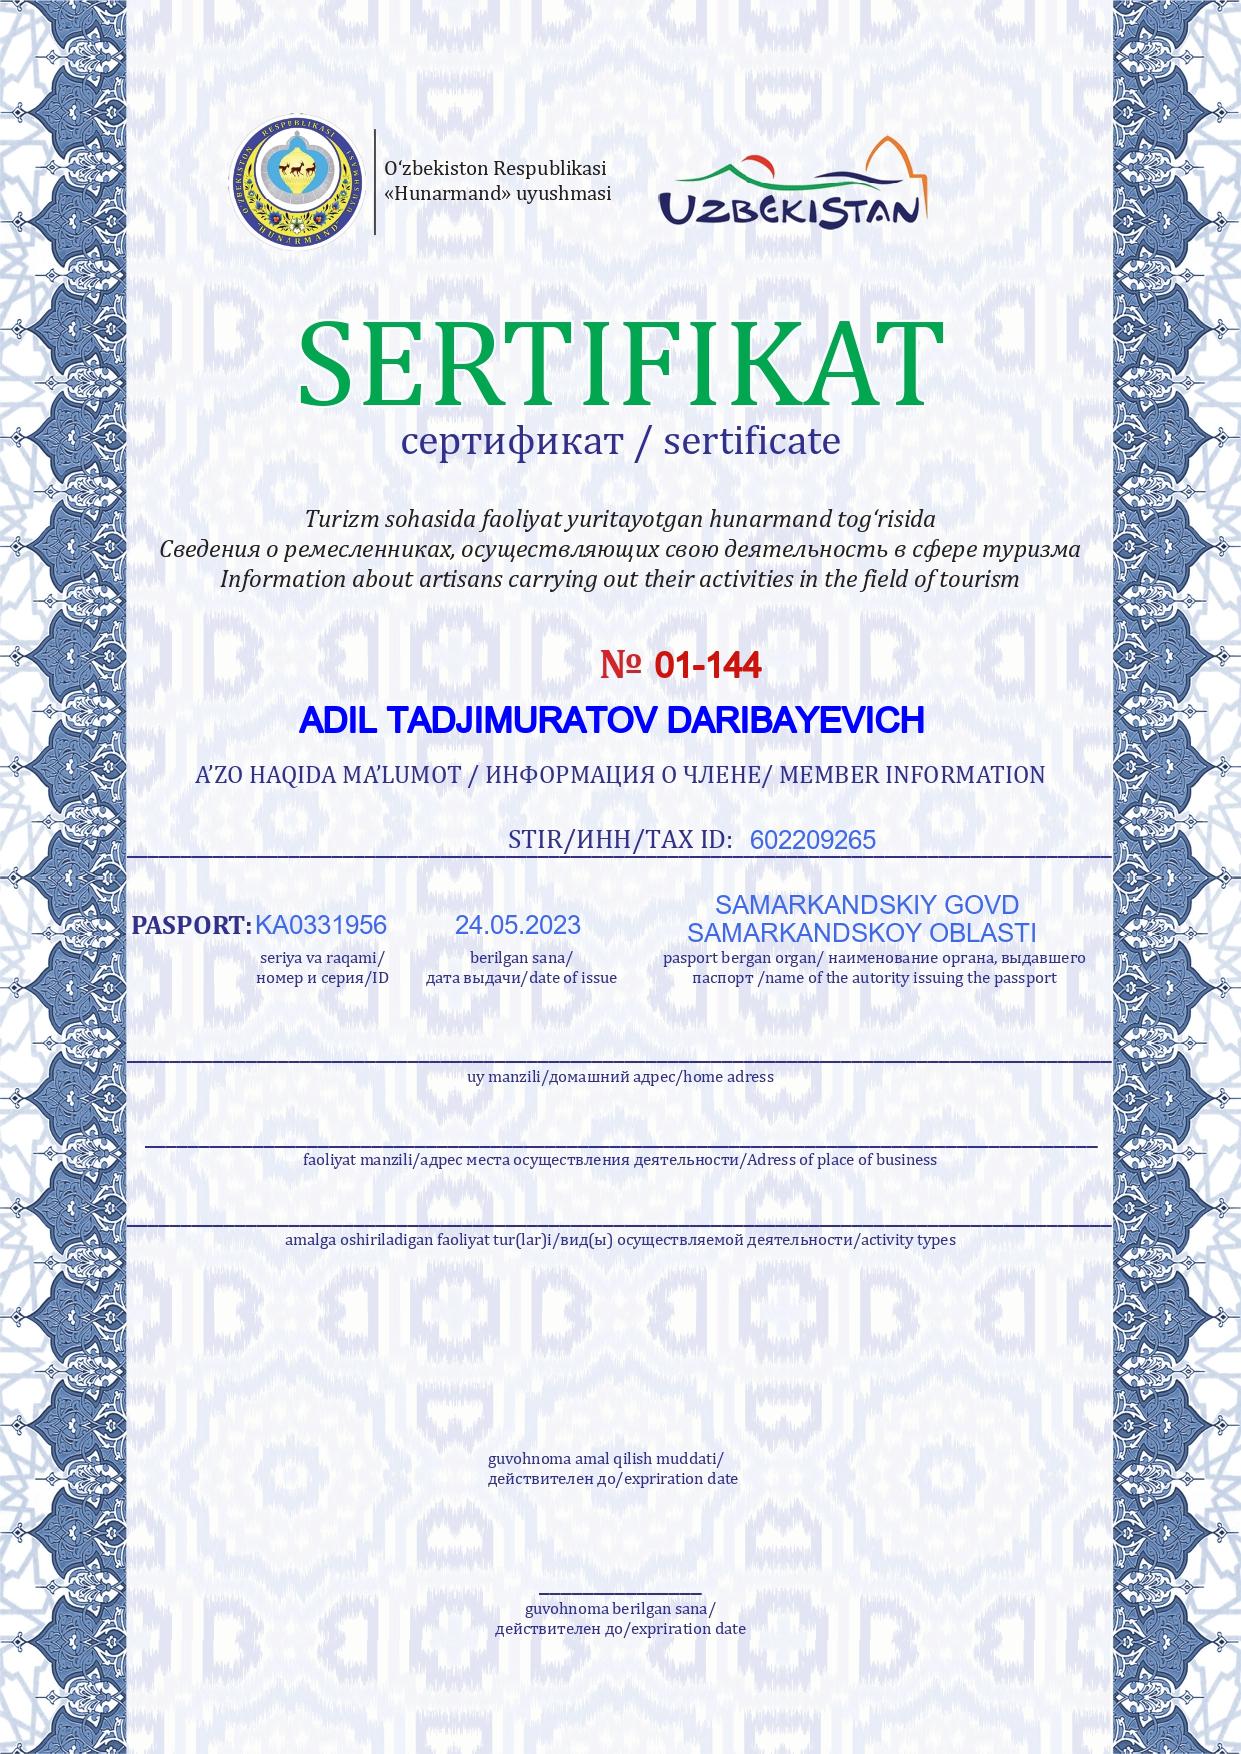 O'ZBEKISTON RESPUBLIKASI HUNARMAND UYUSHMASI
O‘zbekiston Respublikasi
«Hunarmand» uyushmasi
UZBEKISTAN
SERTIFIKAT
сертификат / sertificate
Turizm sohasida faoliyat yuritayotgan hunarmand tog‘risida
Сведения о ремесленниках, осуществляющих свою деятельность в сфере туризма
Information about artisans carrying out their activities in the field of tourism
№ 01-144
ADIL TADJIMURATOV DARIBAYEVICH
A’ZO HAQIDA MA’LUMOT / ИНФОРМАЦИЯ О ЧЛЕНЕ/ MEMBER INFORMATION
STIR/ИНН/TAX ID: 602209265
SAMARKANDSKIY GOVD
PASPORT: KA0331956 24.05.2023 SAMARKANDSKOY OBLASTI
seriya va raqami/ berilgan sana/ pasport bergan organ/ наименование органа, выдавшего
номер и серия/ID дата выдачи/date of issue паспорт /name of the autority issuing the passport
uy manzili/домашний адрес/home adress
faoliyat manzili/адрес места осуществления деятельности/Adress of place of business
amalga oshiriladigan faoliyat tur(lar)i/вид(ы) осуществляемой деятельности/activity types
guvohnoma amal qilish muddati/
действителен до/expriration date
guvohnoma berilgan sana/
действителен до/expriration date